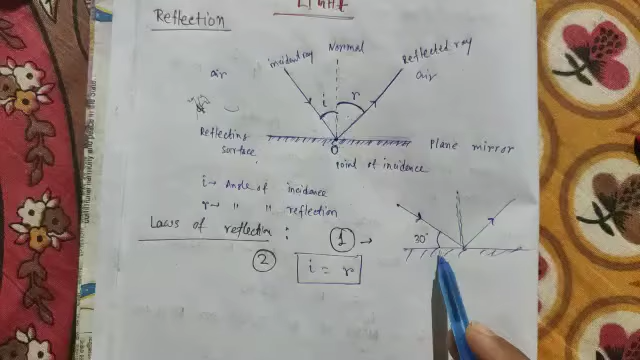 Light
Reflection
incident ray Normal Reflected ray
air air
i r
Reflecting surface
O
Plane mirror
point of incidence
i → Angle of incidence
r → " " reflection
Laws of reflection : ① →
30°
② i = r